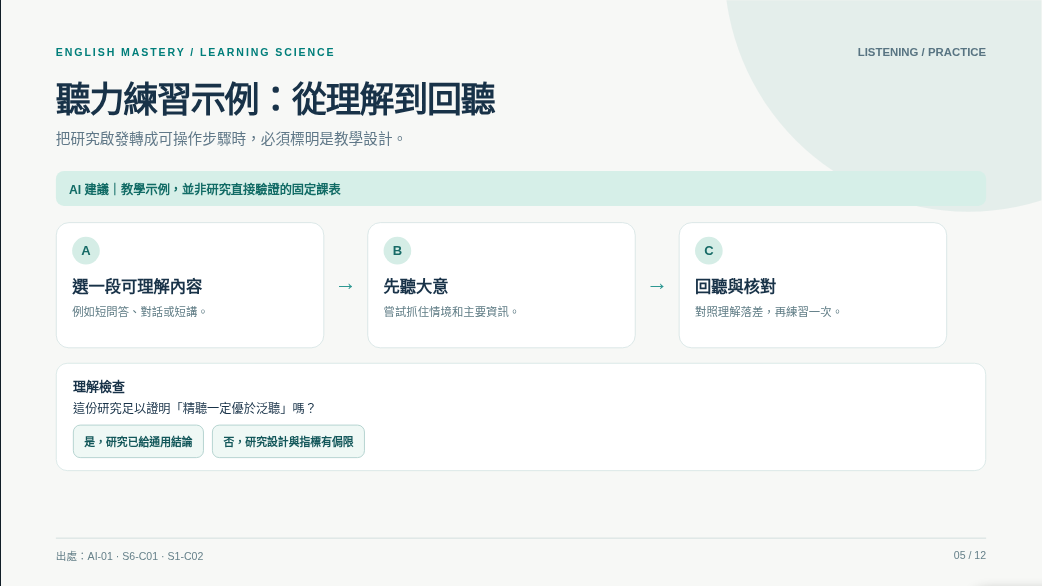 ENGLISH MASTERY / LEARNING SCIENCE
LISTENING / PRACTICE
聽力練習示例：從理解到回聽
把研究啟發轉成可操作步驟時，必須標明是教學設計。
AI 建議｜教學示例，並非研究直接驗證的固定課表
A
選一段可理解內容
例如短問答、對話或短講。
→
B
先聽大意
嘗試抓住情境和主要資訊。
→
C
回聽與核對
對照理解落差，再練習一次。
理解檢查
這份研究足以證明「精聽一定優於泛聽」嗎？
是，研究已給通用結論
否，研究設計與指標有侷限
出處：AI-01 · S6-C01 · S1-C02
05 / 12